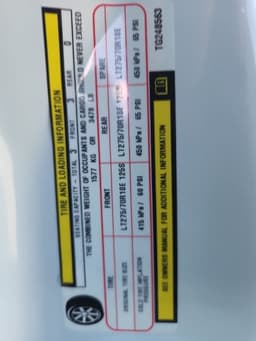 TIRE AND LOADING INFORMATION
SEATING CAPACITY - TOTAL 3 FRONT 3 REAR 0
THE COMBINED WEIGHT OF OCCUPANTS AND CARGO SHOULD NEVER EXCEED
1577 KG OR 3478 LB
TIRE FRONT REAR SPARE
ORIGINAL TIRE SIZE LT275/70R18E 125S LT275/70R18E 125S LT275/70R18E
COLD TIRE INFLATION PRESSURE 415 kPa / 60 PSI 450 kPa / 65 PSI 450 kPa / 65 PSI
SEE OWNERS MANUAL FOR ADDITIONAL INFORMATION
TG248563